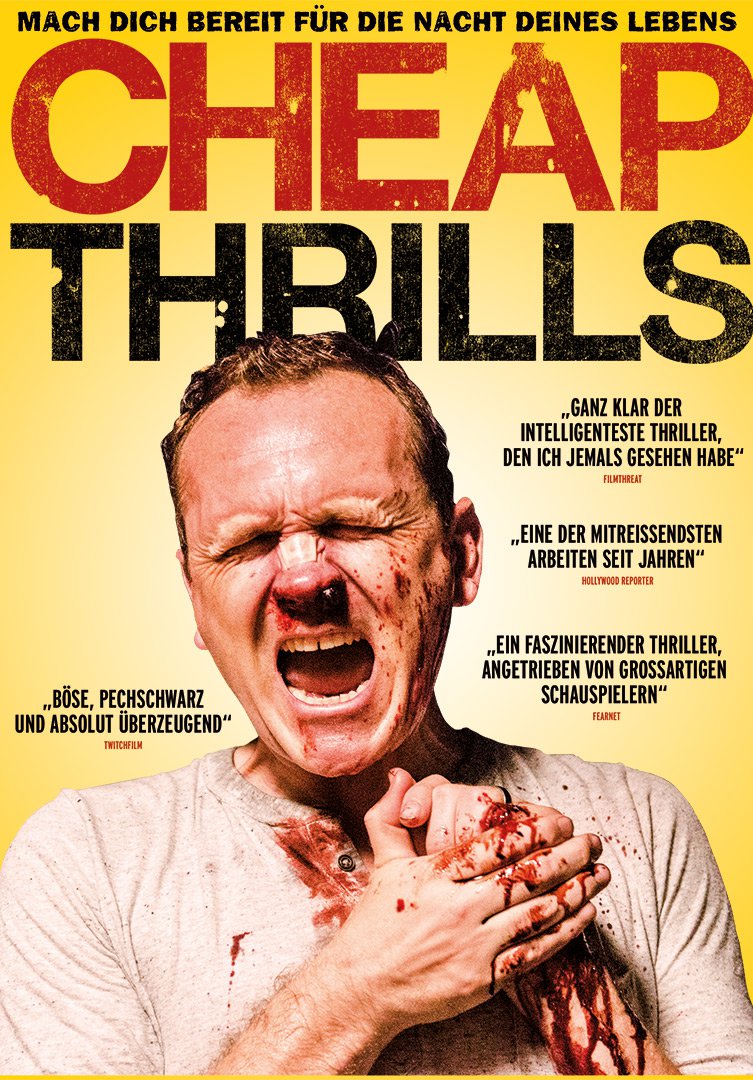 MACH DICH BEREIT FÜR DIE NACHT DEINES LEBENS
CHEAP
THRILLS
„GANZ KLAR DER
INTELLIGENTESTE THRILLER,
DEN ICH JEMALS GESEHEN HABE“
FILMTHREAT
„EINE DER MITREISSENDSTEN
ARBEITEN SEIT JAHREN“
HOLLYWOOD REPORTER
„EIN FASZINIERENDER THRILLER,
ANGETRIEBEN VON GROSSARTIGEN
SCHAUSPIELERN“
FEARNET
„BÖSE, PECHSCHWARZ
UND ABSOLUT ÜBERZEUGEND“
TWITCHFILM